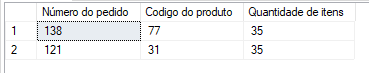 Número do pedido Codigo do produto Quantidade de itens
1 138 77 35
2 121 31 35